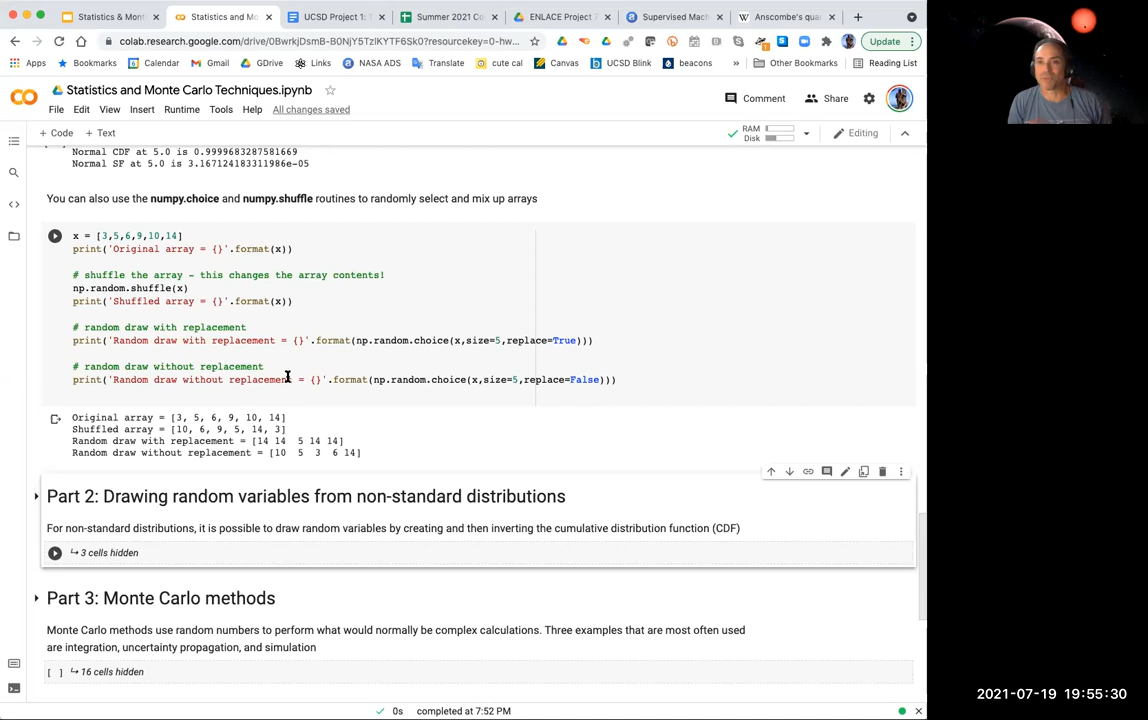 Statistics & Mont
Statistics and Mo
UCSD Project 1: T
Summer 2021 Co
ENLACE Project 7
Supervised Mach
Anscombe's qua
colab.research.google.com/drive/0BwrkjDsmB-B0NjY5TzlKYTF6Sk0?resourcekey=0-hw...
Update
Apps
Bookmarks
Calendar
Gmail
GDrive
Links
NASA ADS
Translate
cute cal
Canvas
UCSD Blink
beacons
»
Other Bookmarks
Reading List
Statistics and Monte Carlo Techniques.ipynb
Comment
Share
File Edit View Insert Runtime Tools Help All changes saved
+ Code + Text
RAM
Disk
Editing
Normal CDF at 5.0 is 0.9999683287581669
Normal SF at 5.0 is 3.167124183311986e-05
You can also use the numpy.choice and numpy.shuffle routines to randomly select and mix up arrays
x = [3,5,6,9,10,14]
print('Original array = {}'.format(x))
# shuffle the array - this changes the array contents!
np.random.shuffle(x)
print('Shuffled array = {}'.format(x))
# random draw with replacement
print('Random draw with replacement = {}'.format(np.random.choice(x,size=5,replace=True)))
# random draw without replacement
print('Random draw without replacement = {}'.format(np.random.choice(x,size=5,replace=False)))
Original array = [3, 5, 6, 9, 10, 14]
Shuffled array = [10, 6, 9, 5, 14, 3]
Random draw with replacement = [14 14  5 14 14]
Random draw without replacement = [10  5  3  6 14]
Part 2: Drawing random variables from non-standard distributions
For non-standard distributions, it is possible to draw random variables by creating and then inverting the cumulative distribution function (CDF)
↳ 3 cells hidden
Part 3: Monte Carlo methods
Monte Carlo methods use random numbers to perform what would normally be complex calculations. Three examples that are most often used
are integration, uncertainty propagation, and simulation
[ ] ↳ 16 cells hidden
0s completed at 7:52 PM
2021-07-19 19:55:30